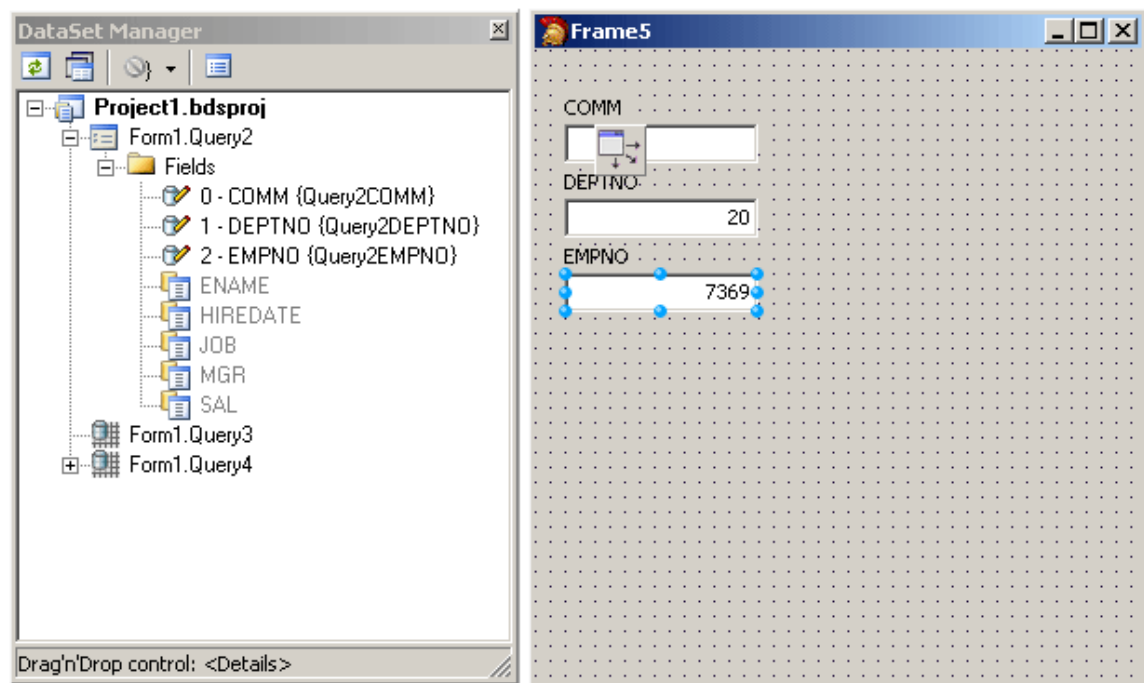 DataSet Manager
Project1.bdsproj
Form1.Query2
Fields
0 - COMM {Query2COMM}
1 - DEPTNO {Query2DEPTNO}
2 - EMPNO {Query2EMPNO}
ENAME
HIREDATE
JOB
MGR
SAL
Form1.Query3
Form1.Query4
Drag'n'Drop control: <Details>
Frame5
COMM
DEPTNO
20
EMPNO
7369